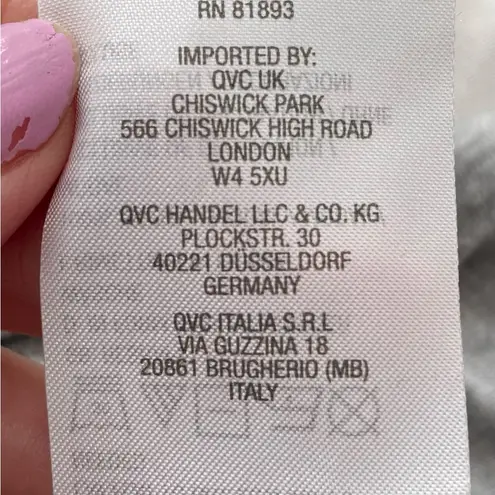 RN 81893
IMPORTED BY:
QVC UK
CHISWICK PARK
566 CHISWICK HIGH ROAD
LONDON
W4 5XU
QVC HANDEL LLC & CO. KG
PLOCKSTR. 30
40221 DÜSSELDORF
GERMANY
QVC ITALIA S.R.L
VIA GUZZINA 18
20861 BRUGHERIO (MB)
ITALY